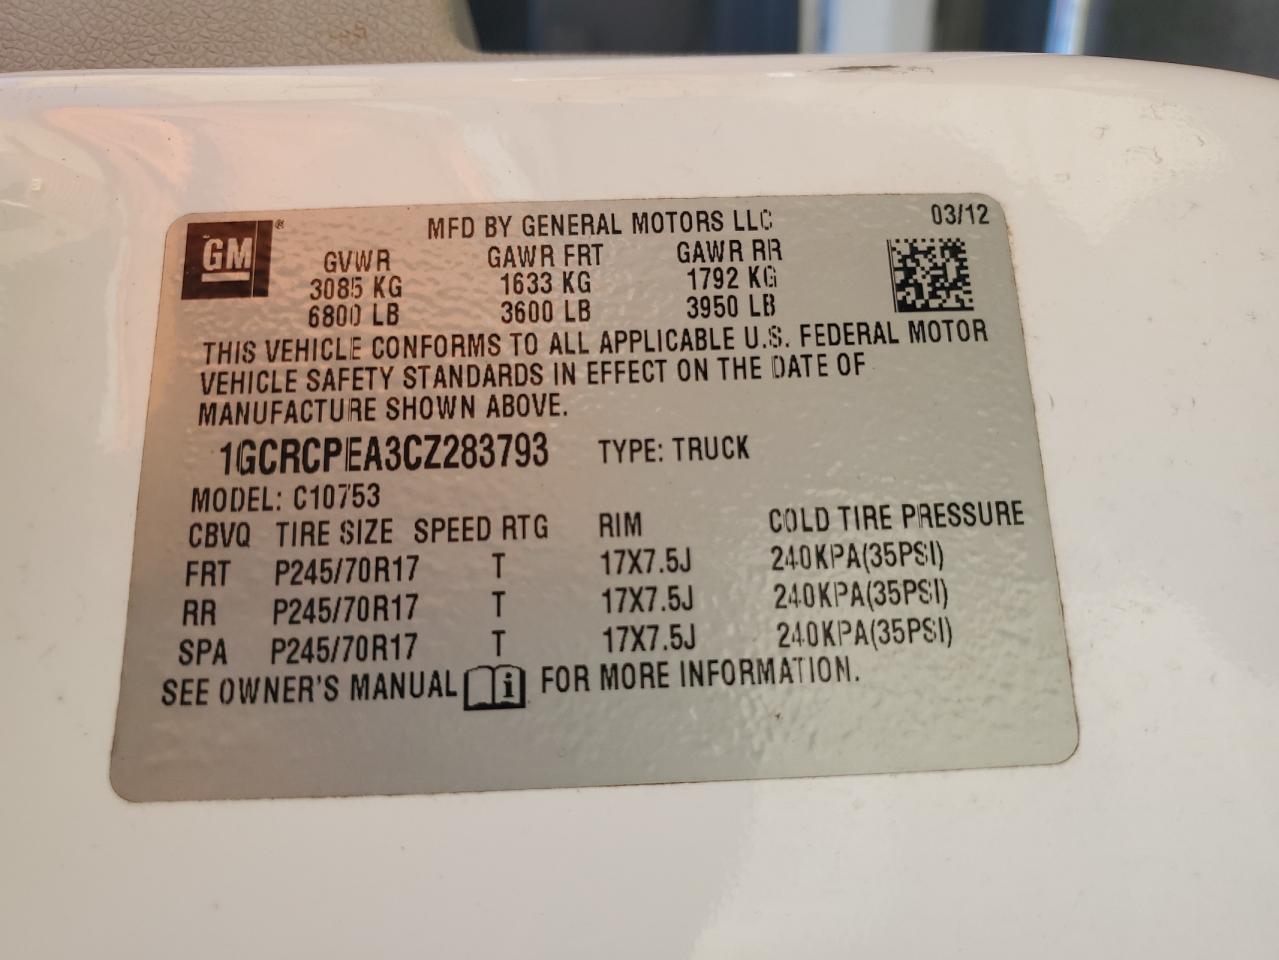 GM ® MFD BY GENERAL MOTORS LLC 03/12
GVWR GAWR FRT GAWR RR
3085 KG 1633 KG 1792 KG
6800 LB 3600 LB 3950 LB
THIS VEHICLE CONFORMS TO ALL APPLICABLE U.S. FEDERAL MOTOR
VEHICLE SAFETY STANDARDS IN EFFECT ON THE DATE OF
MANUFACTURE SHOWN ABOVE.
1GCRCPEA3CZ283793 TYPE: TRUCK
MODEL: C10753
CBVQ TIRE SIZE SPEED RTG RIM COLD TIRE PRESSURE
FRT P245/70R17 T 17X7.5J 240KPA(35PSI)
RR P245/70R17 T 17X7.5J 240KPA(35PSI)
SPA P245/70R17 T 17X7.5J 240KPA(35PSI)
SEE OWNER'S MANUAL i FOR MORE INFORMATION.